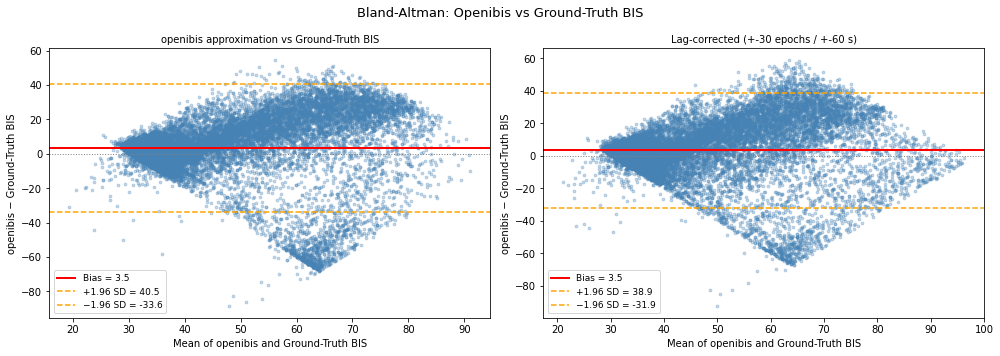 Bland-Altman: Openibis vs Ground-Truth BIS
openibis approximation vs Ground-Truth BIS
openibis − Ground-Truth BIS
60
40
20
0
−20
−40
−60
−80
Bias = 3.5
+1.96 SD = 40.5
−1.96 SD = -33.6
20 30 40 50 60 70 80 90
Mean of openibis and Ground-Truth BIS
Lag-corrected (+-30 epochs / +-60 s)
openibis − Ground-Truth BIS
60
40
20
0
−20
−40
−60
−80
Bias = 3.5
+1.96 SD = 38.9
−1.96 SD = -31.9
20 30 40 50 60 70 80 90 100
Mean of openibis and Ground-Truth BIS